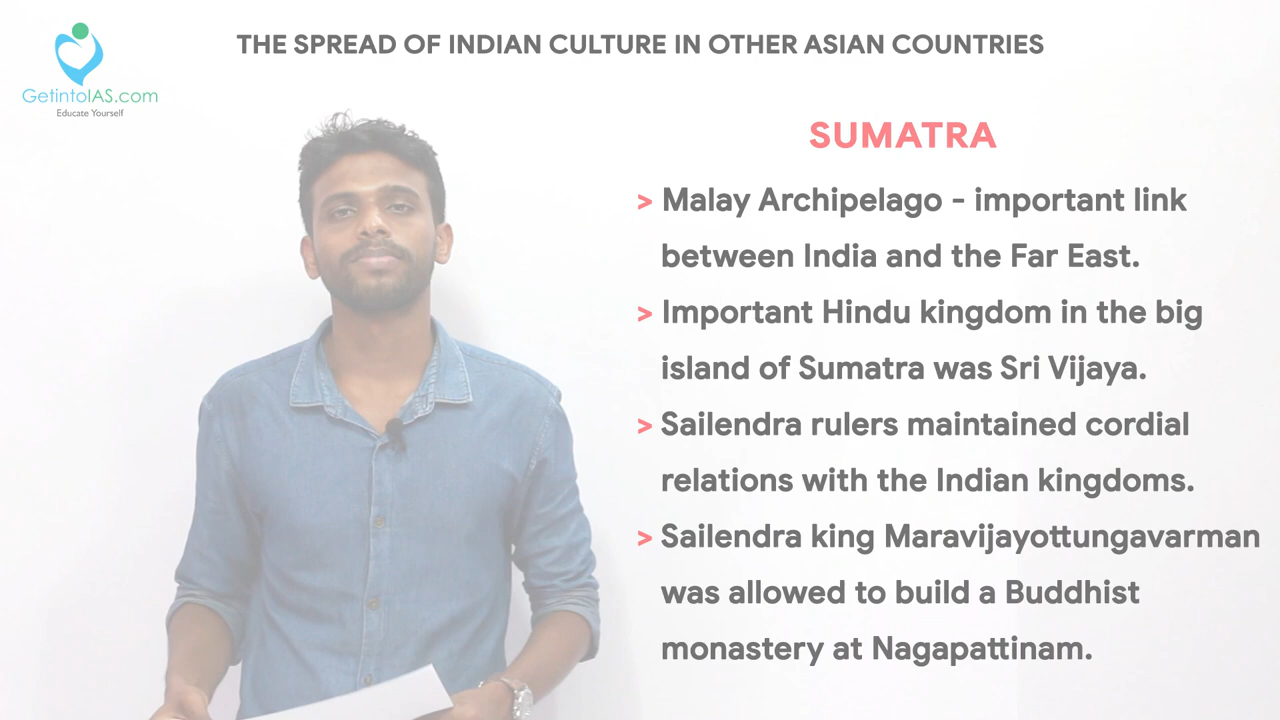 THE SPREAD OF INDIAN CULTURE IN OTHER ASIAN COUNTRIES
GetintoIAS.com
Educate Yourself
SUMATRA
> Malay Archipelago - important link
between India and the Far East.
> Important Hindu kingdom in the big
island of Sumatra was Sri Vijaya.
> Sailendra rulers maintained cordial
relations with the Indian kingdoms.
> Sailendra king Maravijayottungavarman
was allowed to build a Buddhist
monastery at Nagapattinam.